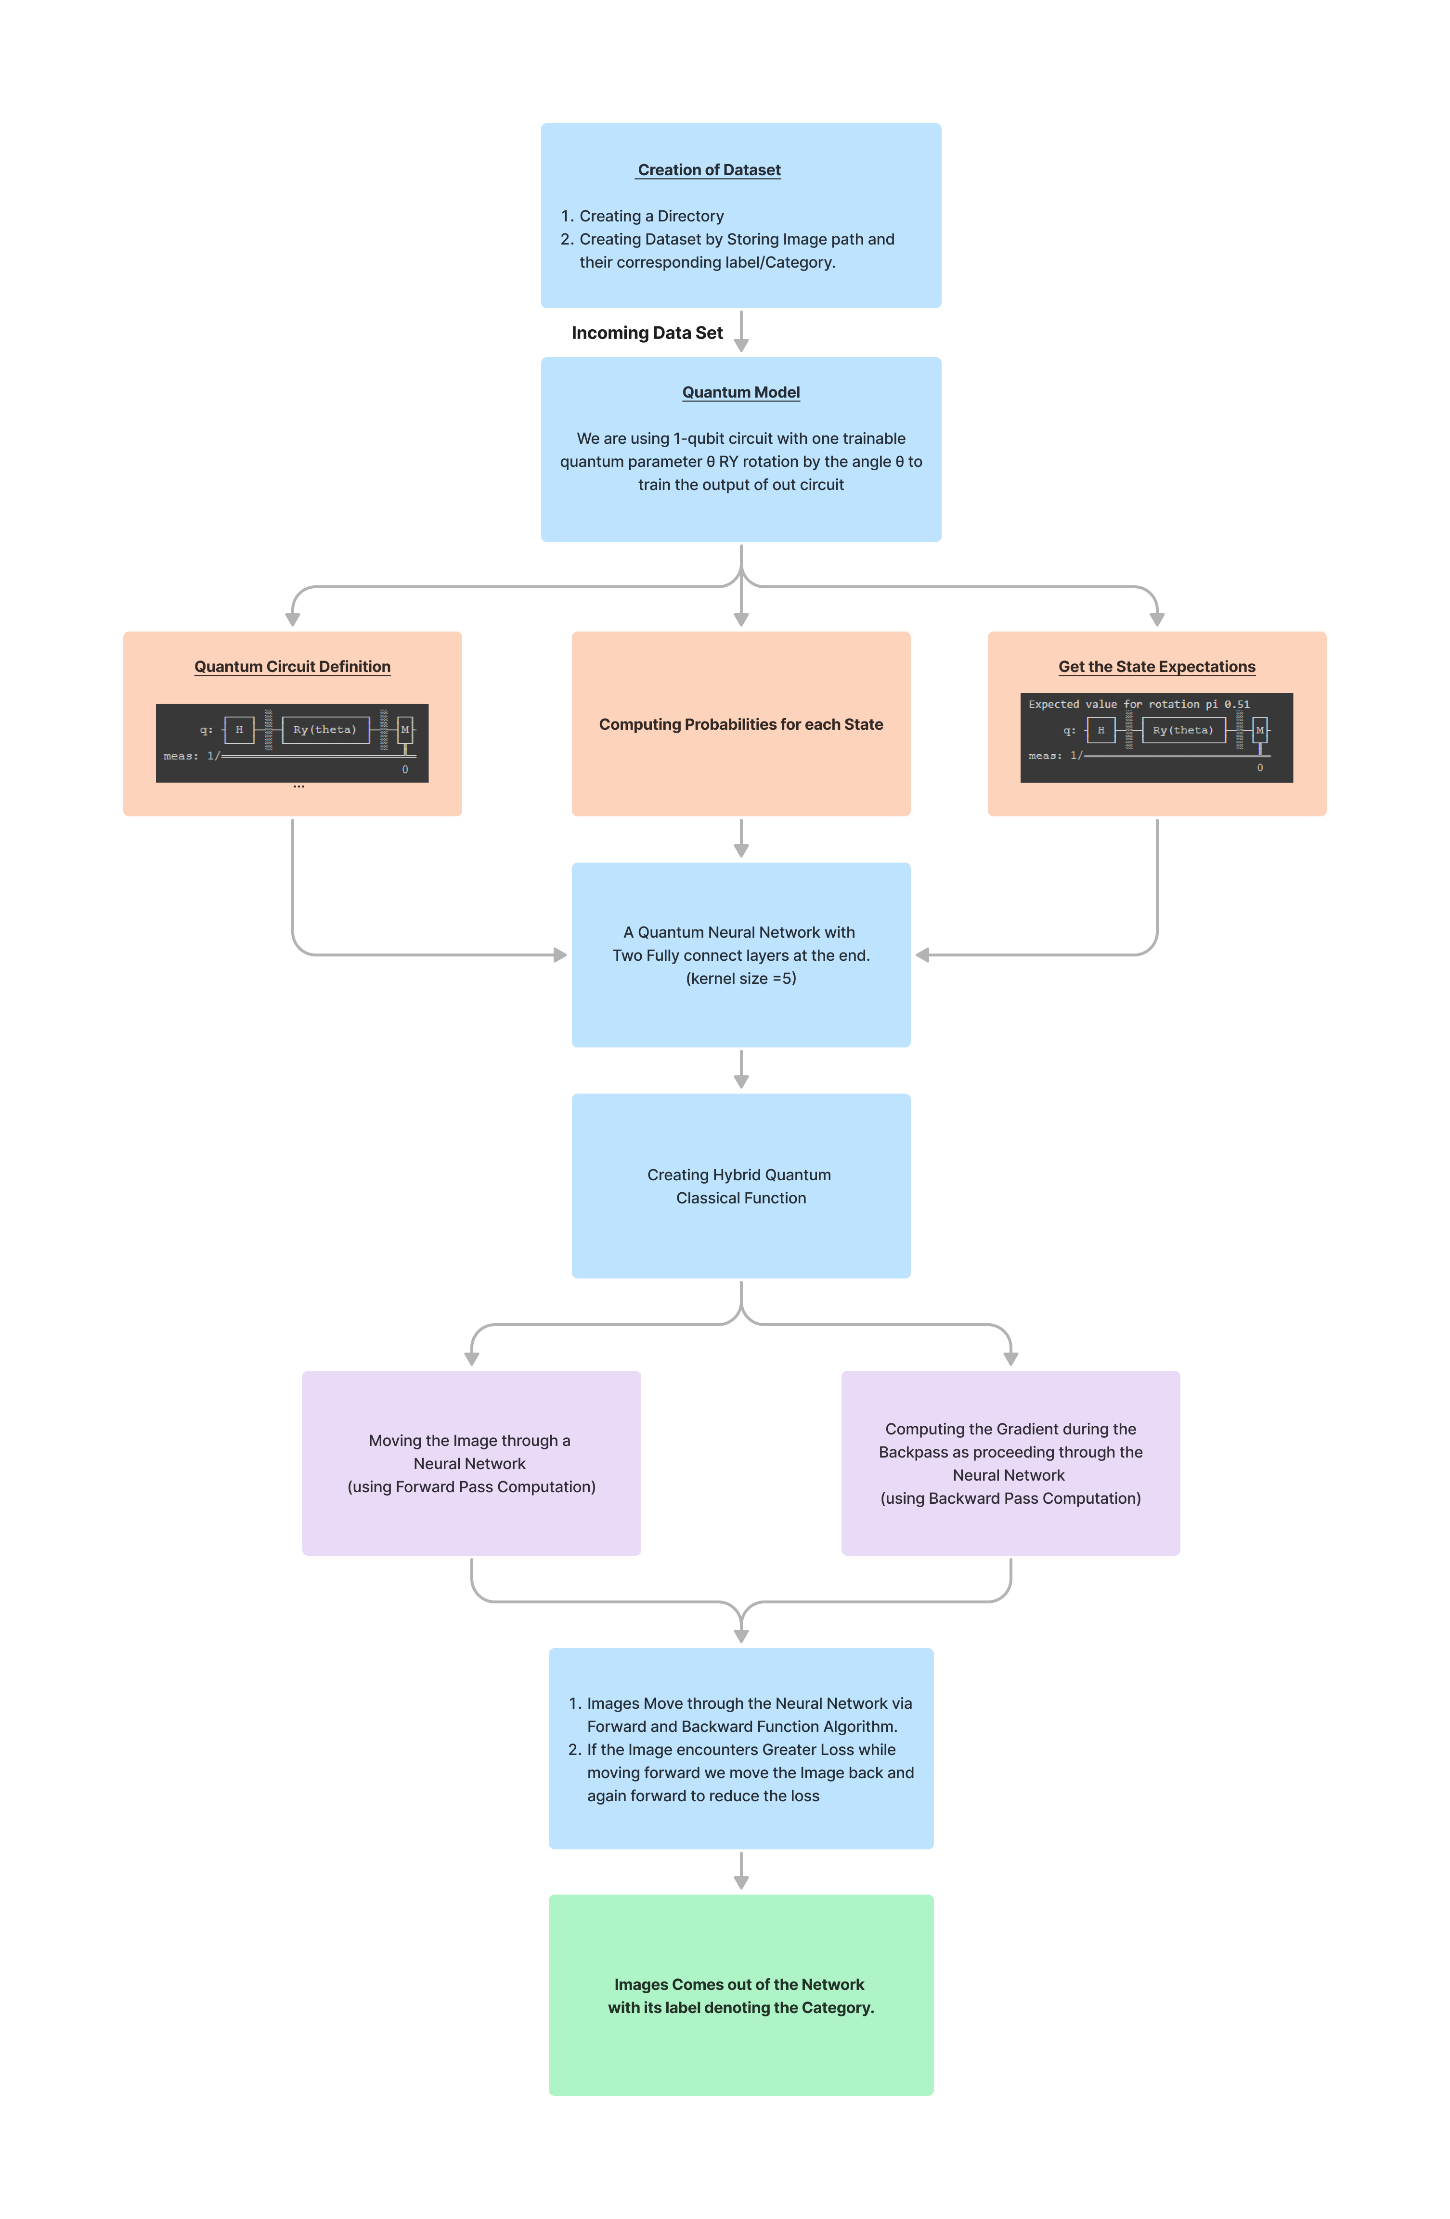 Creation of Dataset
1. Creating a Directory
2. Creating Dataset by Storing Image path and
their corresponding label/Category.
Incoming Data Set
Quantum Model
We are using 1-qubit circuit with one trainable
quantum parameter θ RY rotation by the angle θ to
train the output of out circuit
Quantum Circuit Definition
q: H Ry(theta) M
meas: 1/
0
...
Computing Probabilities for each State
Get the State Expectations
Expected value for rotation pi 0.51
q: H Ry(theta) M
meas: 1/
0
A Quantum Neural Network with
Two Fully connect layers at the end.
(kernel size =5)
Creating Hybrid Quantum
Classical Function
Moving the Image through a
Neural Network
(using Forward Pass Computation)
Computing the Gradient during the
Backpass as proceeding through the
Neural Network
(using Backward Pass Computation)
1. Images Move through the Neural Network via
Forward and Backward Function Algorithm.
2. If the Image encounters Greater Loss while
moving forward we move the Image back and
again forward to reduce the loss
Images Comes out of the Network
with its label denoting the Category.